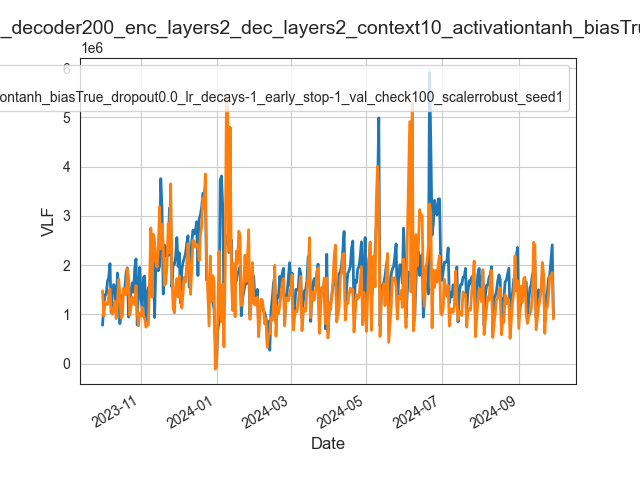 _decoder200_enc_layers2_dec_layers2_context10_activationtanh_biasTru
1e6
ontanh_biasTrue_dropout0.0_lr_decays-1_early_stop-1_val_check100_scalerrobust_seed1
6
5
4
3
2
1
0
VLF
2023-11
2024-01
2024-03
2024-05
2024-07
2024-09
Date